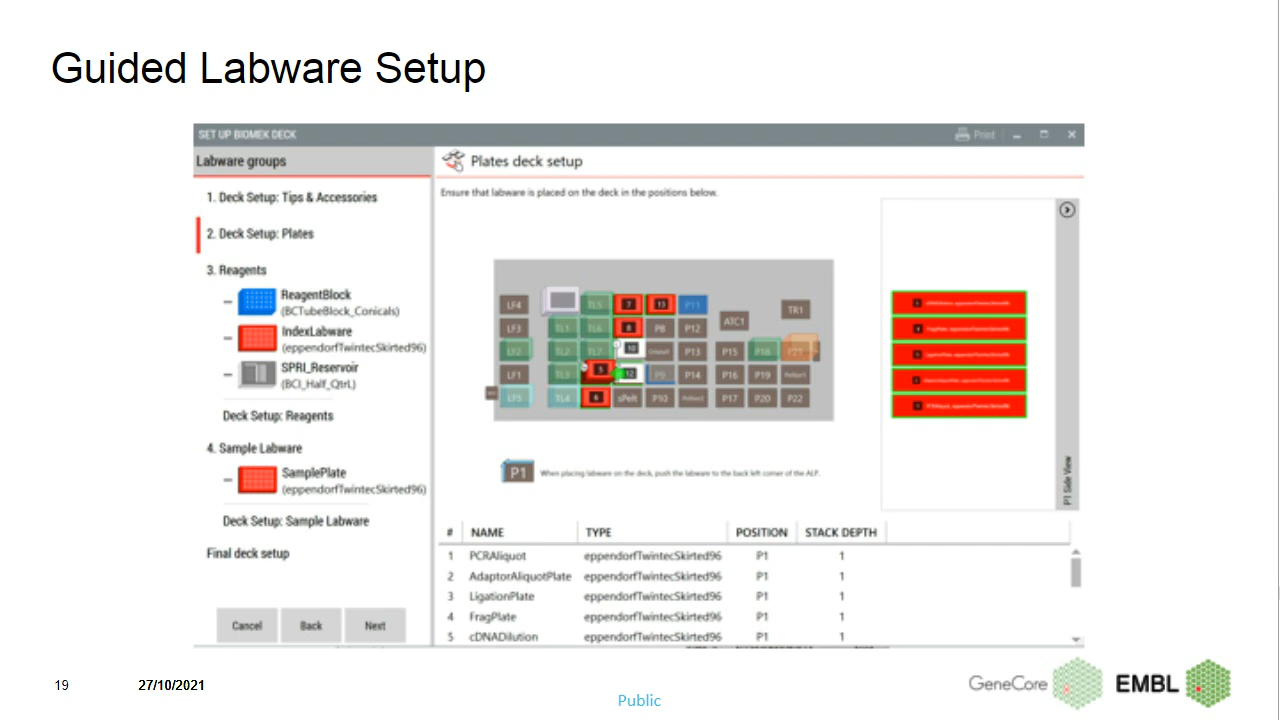 Guided Labware Setup
SET UP BIOMEK DECK
Print
Labware groups
Plates deck setup
Ensure that labware is placed on the deck in the positions below.
1. Deck Setup: Tips & Accessories
2. Deck Setup: Plates
3. Reagents
ReagentBlock
(BCTubeBlock_Conicals)
IndexLabware
(eppendorfTwintecSkirted96)
SPRI_Reservoir
(BCI_Half_QtrL)
Deck Setup: Reagents
4. Sample Labware
SamplePlate
(eppendorfTwintecSkirted96)
Deck Setup: Sample Labware
Final deck setup
Cancel Back Next
LF4 TL5 7 13 P11 TR1
LF3 TL1 TL6 8 P8 P12 ATC1
LF2 TL2 TL7 10 P13 P15 P18 P21
LF1 TL3 5 12 P9 P14 P16 P19
LF5 TL4 6 sPelt P10 P17 P20 P22
P1 When placing labware on the deck, push the labware to the back left corner of the ALP.
P1 Side View
# NAME TYPE POSITION STACK DEPTH
1 PCRAliquot eppendorfTwintecSkirted96 P1 1
2 AdaptorAliquotPlate eppendorfTwintecSkirted96 P1 1
3 LigationPlate eppendorfTwintecSkirted96 P1 1
4 FragPlate eppendorfTwintecSkirted96 P1 1
5 cDNADilution eppendorfTwintecSkirted96 P1 1
19 27/10/2021
Public
GeneCore EMBL